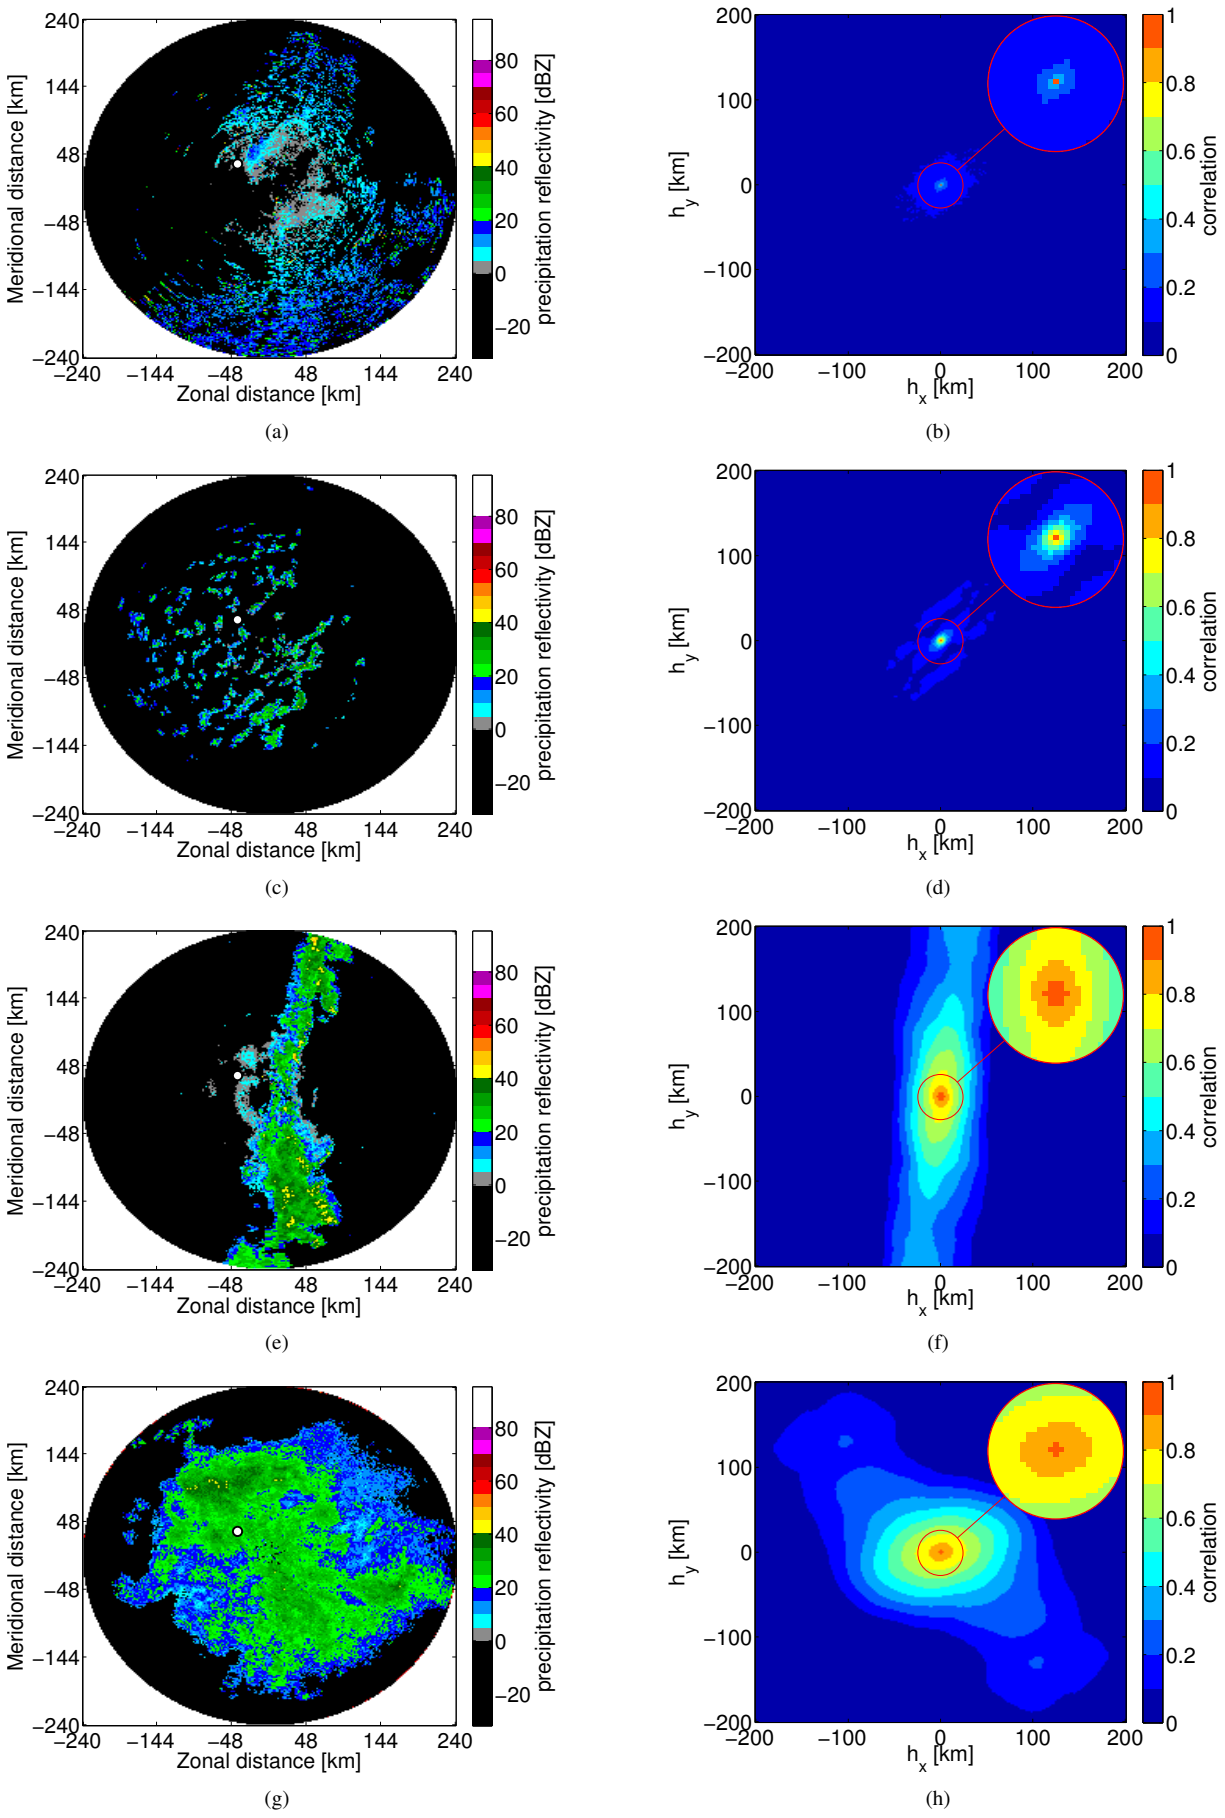 240
144
48
−48
−144
−240
Meridional distance [km]
−240 −144 −48 48 144 240
Zonal distance [km]
80
60
40
20
0
−20
precipitation reflectivity [dBZ]
(a)
200
100
0
−100
−200
h_y [km]
−200 −100 0 100 200
h_x [km]
1
0.8
0.6
0.4
0.2
0
correlation
(b)
240
144
48
−48
−144
−240
Meridional distance [km]
−240 −144 −48 48 144 240
Zonal distance [km]
80
60
40
20
0
−20
precipitation reflectivity [dBZ]
(c)
200
100
0
−100
−200
h_y [km]
−200 −100 0 100 200
h_x [km]
1
0.8
0.6
0.4
0.2
0
correlation
(d)
240
144
48
−48
−144
−240
Meridional distance [km]
−240 −144 −48 48 144 240
Zonal distance [km]
80
60
40
20
0
−20
precipitation reflectivity [dBZ]
(e)
200
100
0
−100
−200
h_y [km]
−200 −100 0 100 200
h_x [km]
1
0.8
0.6
0.4
0.2
0
correlation
(f)
240
144
48
−48
−144
−240
Meridional distance [km]
−240 −144 −48 48 144 240
Zonal distance [km]
80
60
40
20
0
−20
precipitation reflectivity [dBZ]
(g)
200
100
0
−100
−200
h_y [km]
−200 −100 0 100 200
h_x [km]
1
0.8
0.6
0.4
0.2
0
correlation
(h)